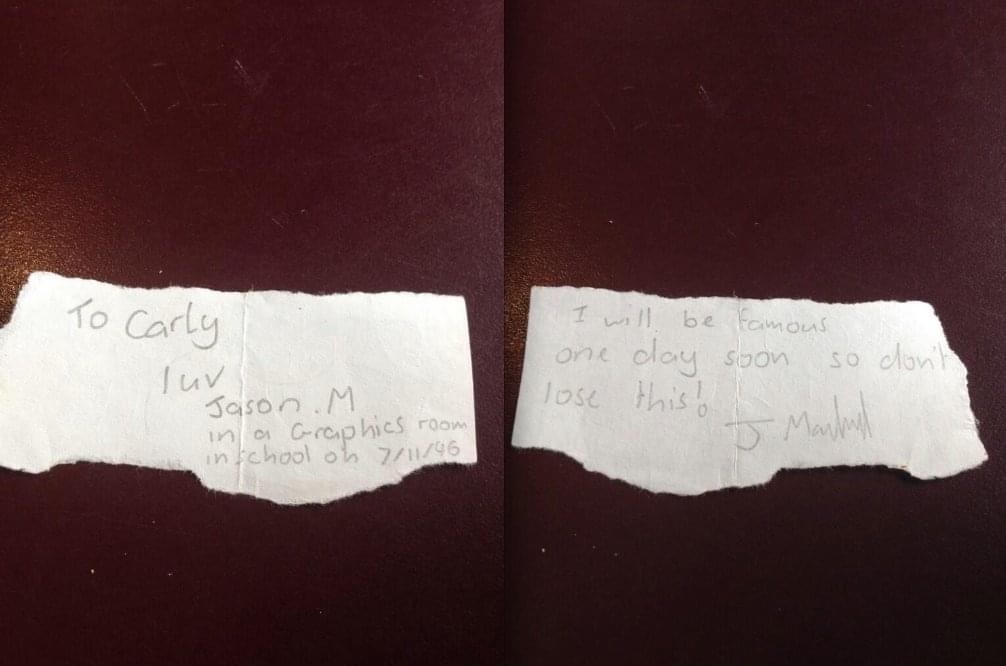 To Carly
luv
Jason.M
in a Graphics room
in school on 7/11/96
I will be famous
one day soon so don't
lose this!
J